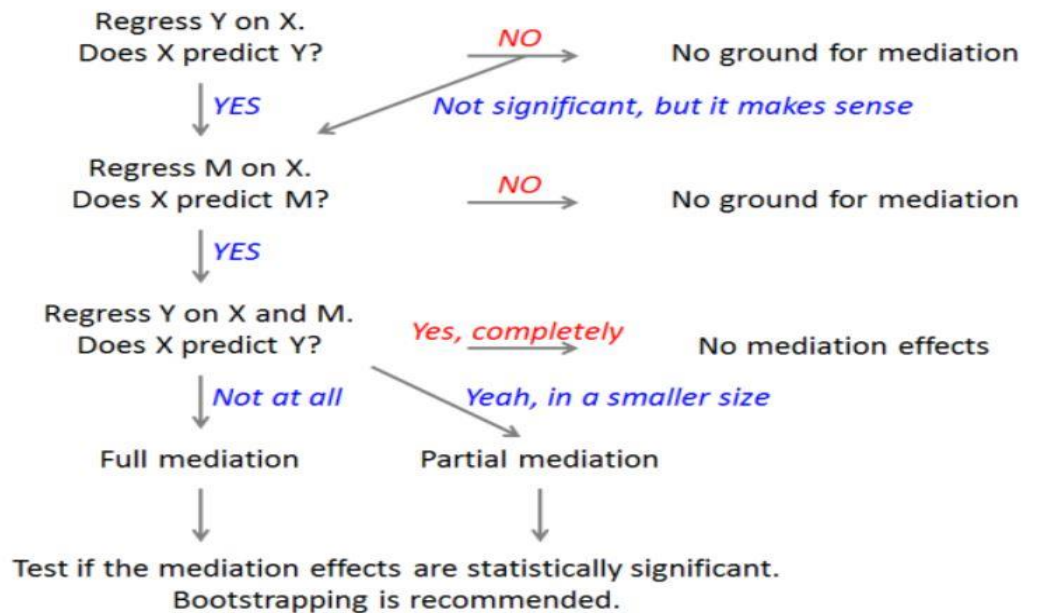 Regress Y on X.
Does X predict Y?
NO
No ground for mediation
YES
Not significant, but it makes sense
Regress M on X.
Does X predict M?
NO
No ground for mediation
YES
Regress Y on X and M.
Does X predict Y?
Yes, completely
No mediation effects
Not at all
Yeah, in a smaller size
Full mediation
Partial mediation
Test if the mediation effects are statistically significant.
Bootstrapping is recommended.